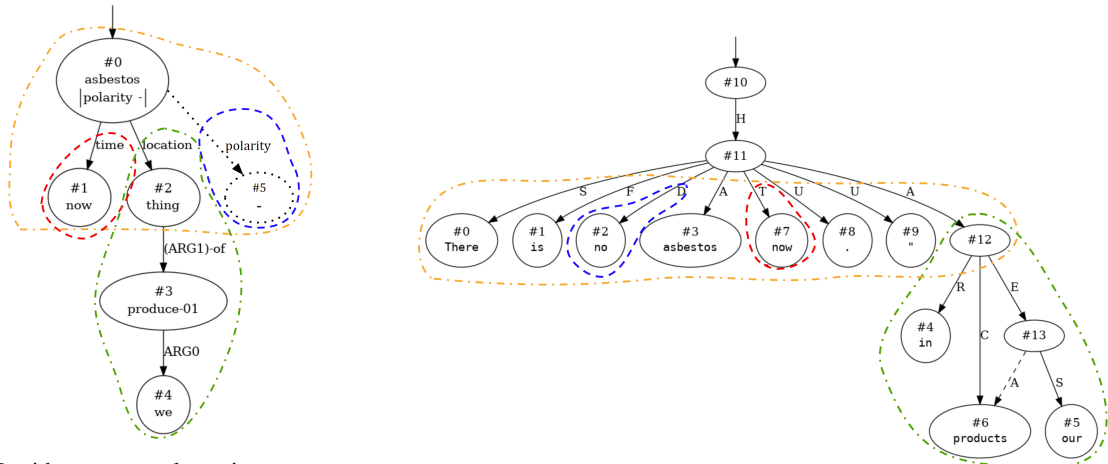 #0
asbestos
|polarity -|
time
location
polarity
#1
now
#2
thing
#5
-
(ARG1)-of
#3
produce-01
ARG0
#4
we
#10
H
#11
S F D A T U U A
#0
There
#1
is
#2
no
#3
asbestos
#7
now
#8
.
#9
"
#12
R
C
E
#4
in
#13
A
S
#6
products
#5
our